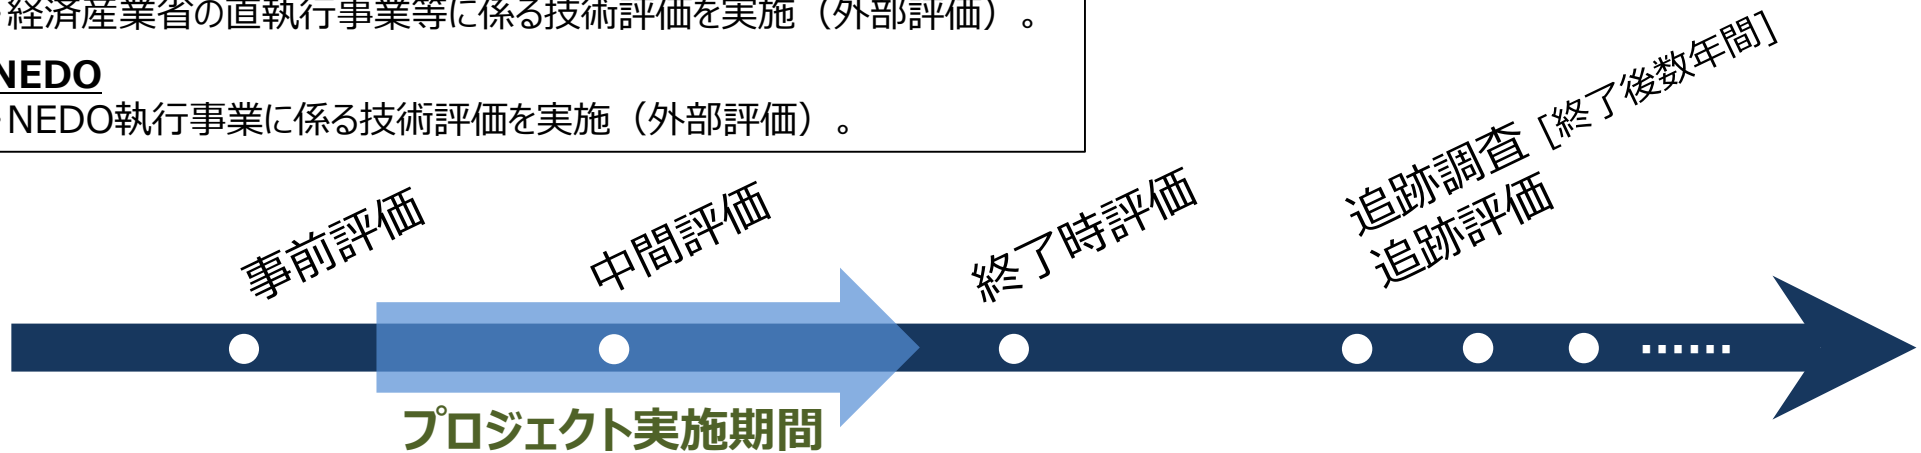 ・経済産業省の直執行事業等に係る技術評価を実施（外部評価）。
NEDO
・NEDO執行事業に係る技術評価を実施（外部評価）。
事前評価
中間評価
終了時評価
追跡調査［終了後数年間］
追跡評価
……
プロジェクト実施期間